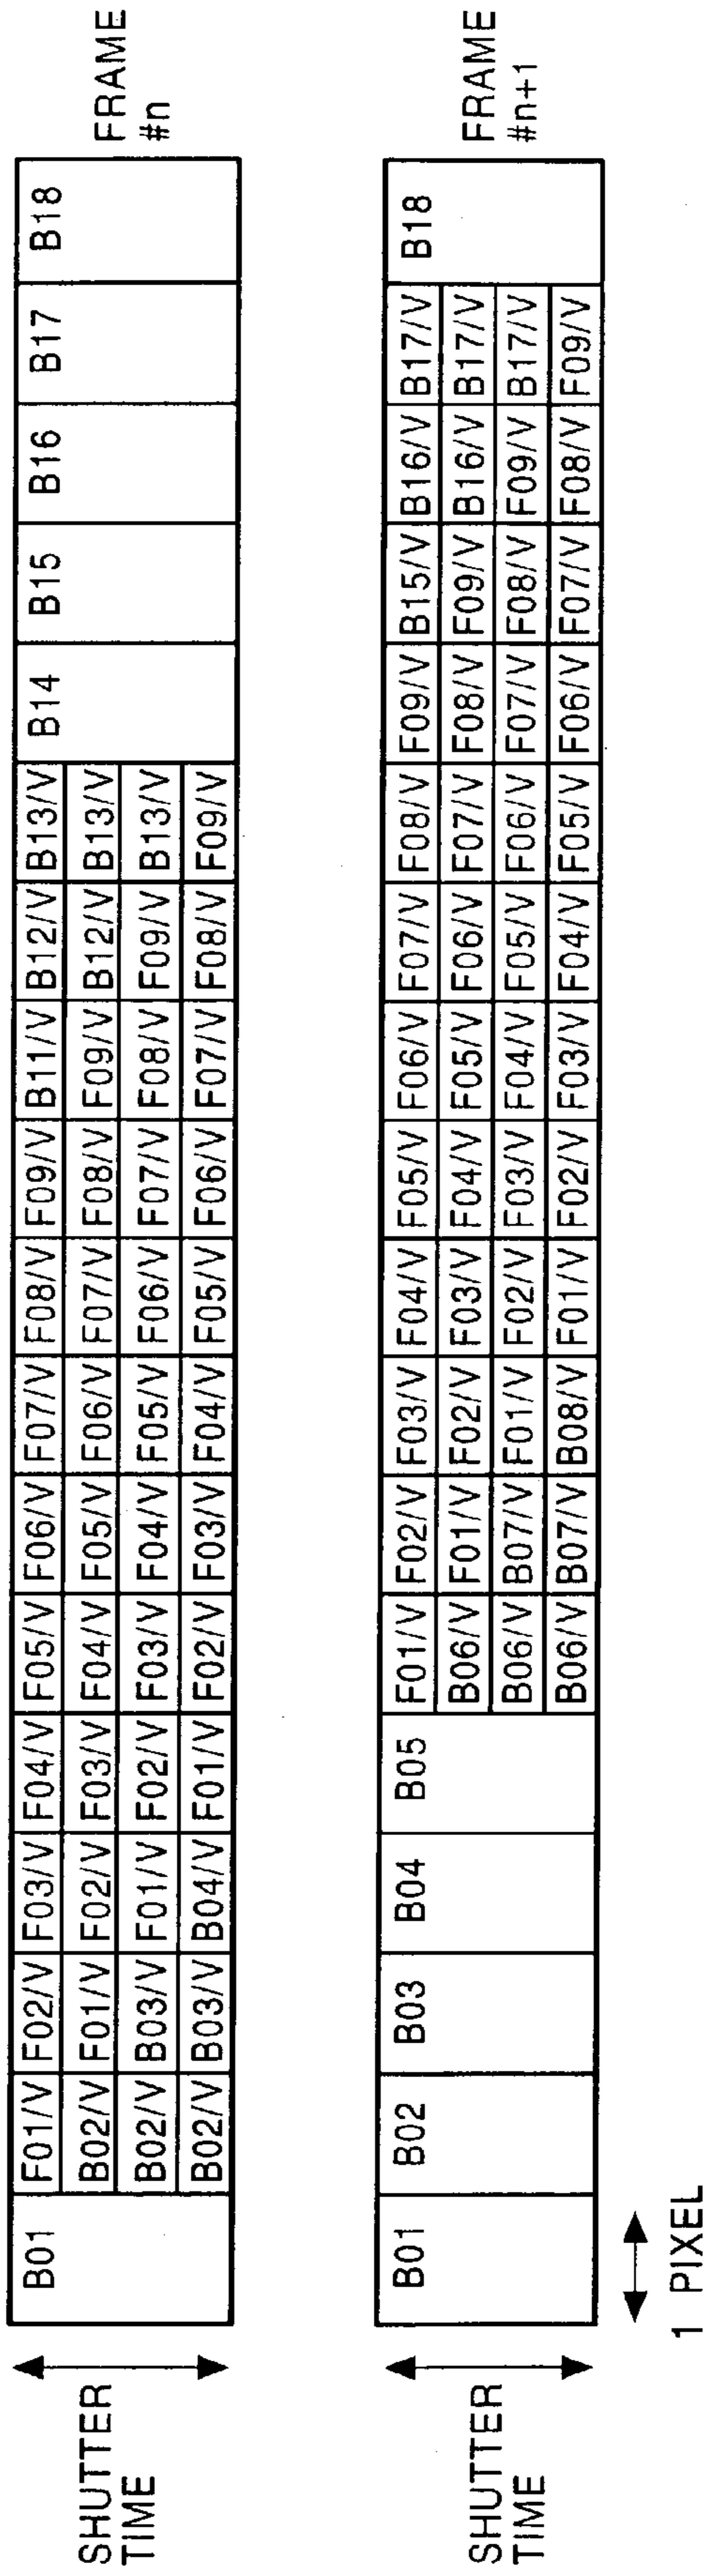 B01 F01/V F02/V F03/V F04/V F05/V F06/V F07/V F08/V F09/V B11/V B12/V B13/V B14 B15 B16 B17 B18
B02/V F01/V F02/V F03/V F04/V F05/V F06/V F07/V F08/V F09/V B12/V B13/V
B02/V B03/V F01/V F02/V F03/V F04/V F05/V F06/V F07/V F08/V F09/V B13/V
B02/V B03/V B04/V F01/V F02/V F03/V F04/V F05/V F06/V F07/V F08/V F09/V
SHUTTER
TIME
FRAME
#n
B01 B02 B03 B04 B05 F01/V F02/V F03/V F04/V F05/V F06/V F07/V F08/V F09/V B15/V B16/V B17/V B18
B06/V F01/V F02/V F03/V F04/V F05/V F06/V F07/V F08/V F09/V B16/V B17/V
B06/V B07/V F01/V F02/V F03/V F04/V F05/V F06/V F07/V F08/V F09/V B17/V
B06/V B07/V B08/V F01/V F02/V F03/V F04/V F05/V F06/V F07/V F08/V F09/V
SHUTTER
TIME
FRAME
#n+1
1 PIXEL